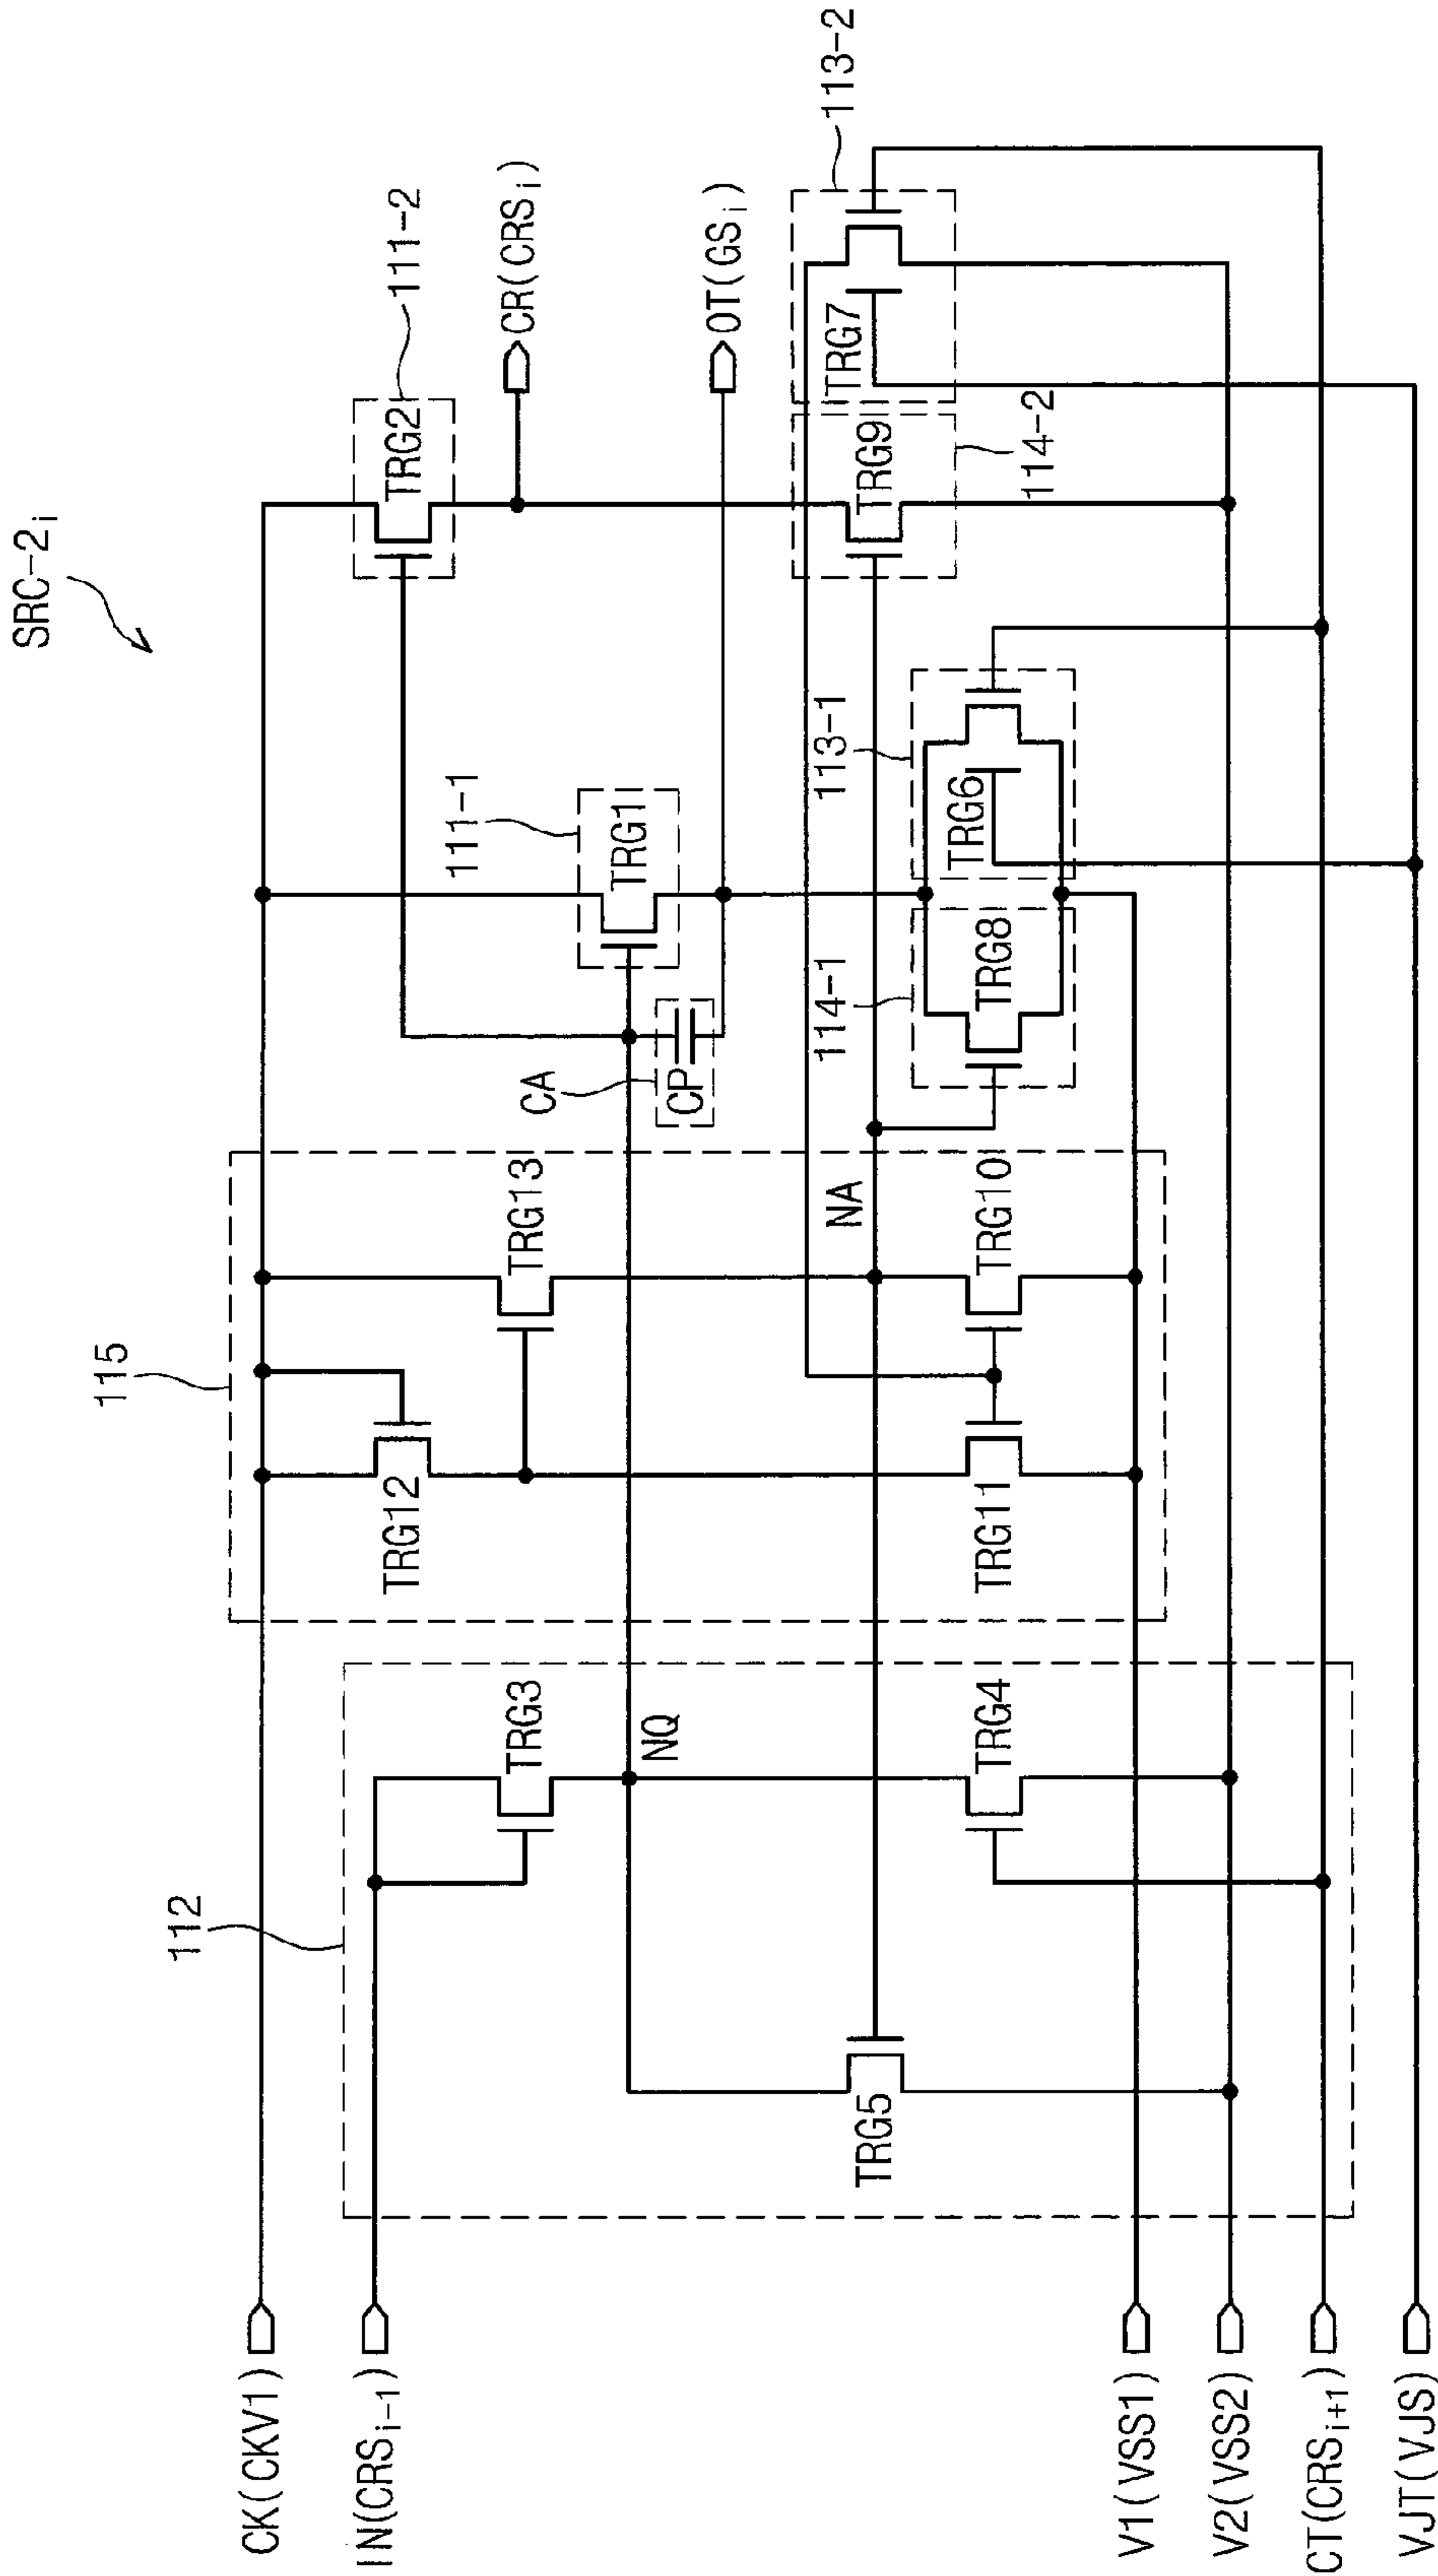 SRC-2i
115
112
111-2
111-1
113-2
113-1
114-1
114-2
CK(CKV1)
IN(CRSi-1)
V1(VSS1)
V2(VSS2)
CT(CRSi+1)
VJT(VJS)
CR(CRSi)
OT(GSi)
TRG12
TRG13
TRG2
TRG3
TRG1
NQ
CA
CP
NA
TRG5
TRG4
TRG11
TRG10
TRG8
TRG6
TRG9
TRG7